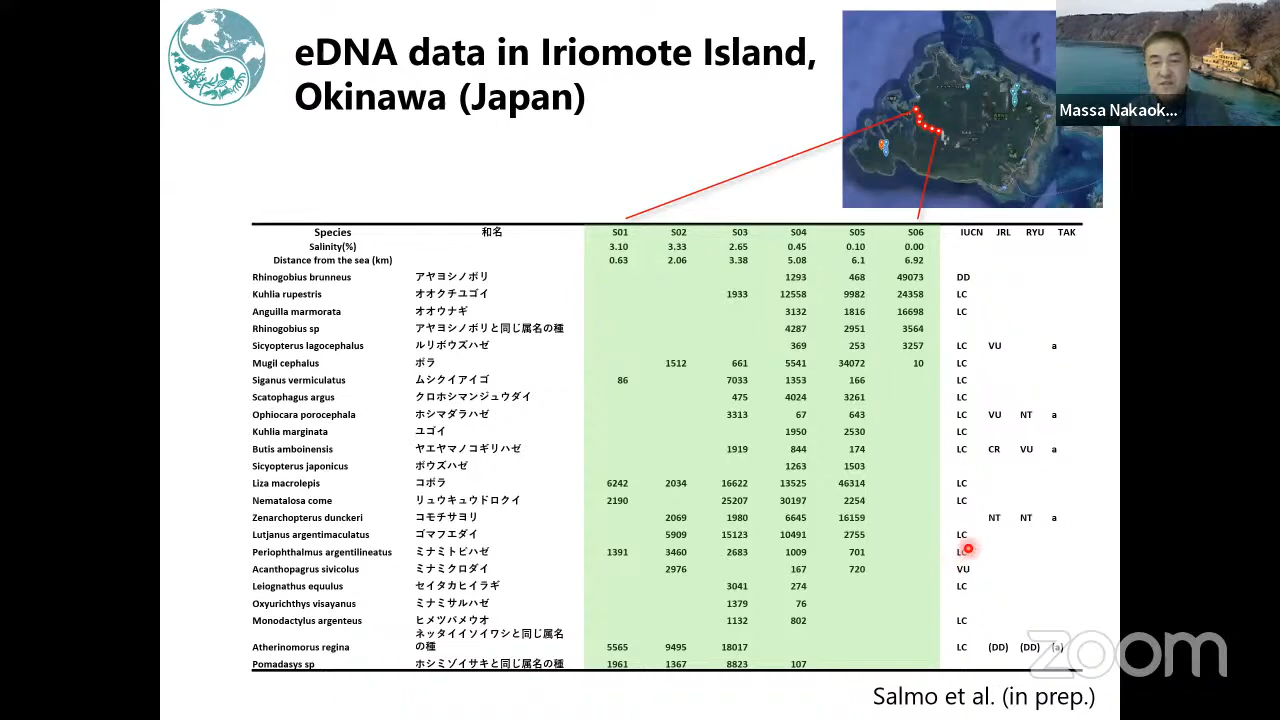 eDNA data in Iriomote Island,
Okinawa (Japan)
Massa Nakaok...
Species 和名 S01 S02 S03 S04 S05 S06 IUCN JRL RYU TAK
Salinity(%) 3.10 3.33 2.65 0.45 0.10 0.00
Distance from the sea (km) 0.63 2.06 3.38 5.08 6.1 6.92
Rhinogobius brunneus アヤヨシノボリ 1293 468 49073 DD
Kuhlia rupestris オオクチユゴイ 1933 12558 9982 24358 LC
Anguilla marmorata オオウナギ 3132 1816 16698 LC
Rhinogobius sp アヤヨシノボリと同じ属名の種 4287 2951 3564
Sicyopterus lagocephalus ルリボウズハゼ 369 253 3257 LC VU a
Mugil cephalus ボラ 1512 661 5541 34072 10 LC
Siganus vermiculatus ムシクイアイゴ 86 7033 1353 166 LC
Scatophagus argus クロホシマンジュウダイ 475 4024 3261 LC
Ophiocara porocephala ホシマダラハゼ 3313 67 643 LC VU NT a
Kuhlia marginata ユゴイ 1950 2530 LC
Butis amboinensis ヤエヤマノコギリハゼ 1919 844 174 LC CR VU a
Sicyopterus japonicus ボウズハゼ 1263 1503
Liza macrolepis コボラ 6242 2034 16622 13525 46314 LC
Nematalosa come リュウキュウドロクイ 2190 25207 30197 2254 LC
Zenarchopterus dunckeri コモチサヨリ 2069 1980 6645 16159 NT NT a
Lutjanus argentimaculatus ゴマフエダイ 5909 15123 10491 2755 LC
Periophthalmus argentilineatus ミナミトビハゼ 1391 3460 2683 1009 701 LC
Acanthopagrus sivicolus ミナミクロダイ 2976 167 720 VU
Leiognathus equulus セイタカヒイラギ 3041 274 LC
Oxyurichthys visayanus ミナミサルハゼ 1379 76
Monodactylus argenteus ヒメツバメウオ 1132 802 LC
ネッタイイソイワシと同じ属名
Atherinomorus regina の種 5565 9495 18017 LC (DD) (DD) (a)
Pomadasys sp ホシミゾイサキと同じ属名の種 1961 1367 8823 107
zoom
Salmo et al. (in prep.)